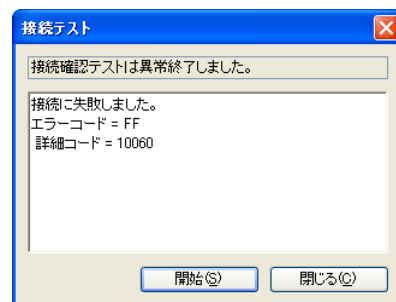 接続テスト
接続確認テストは異常終了しました。
接続に失敗しました。
エラーコード = FF
詳細コード = 10060
開始(S)
閉じる(C)